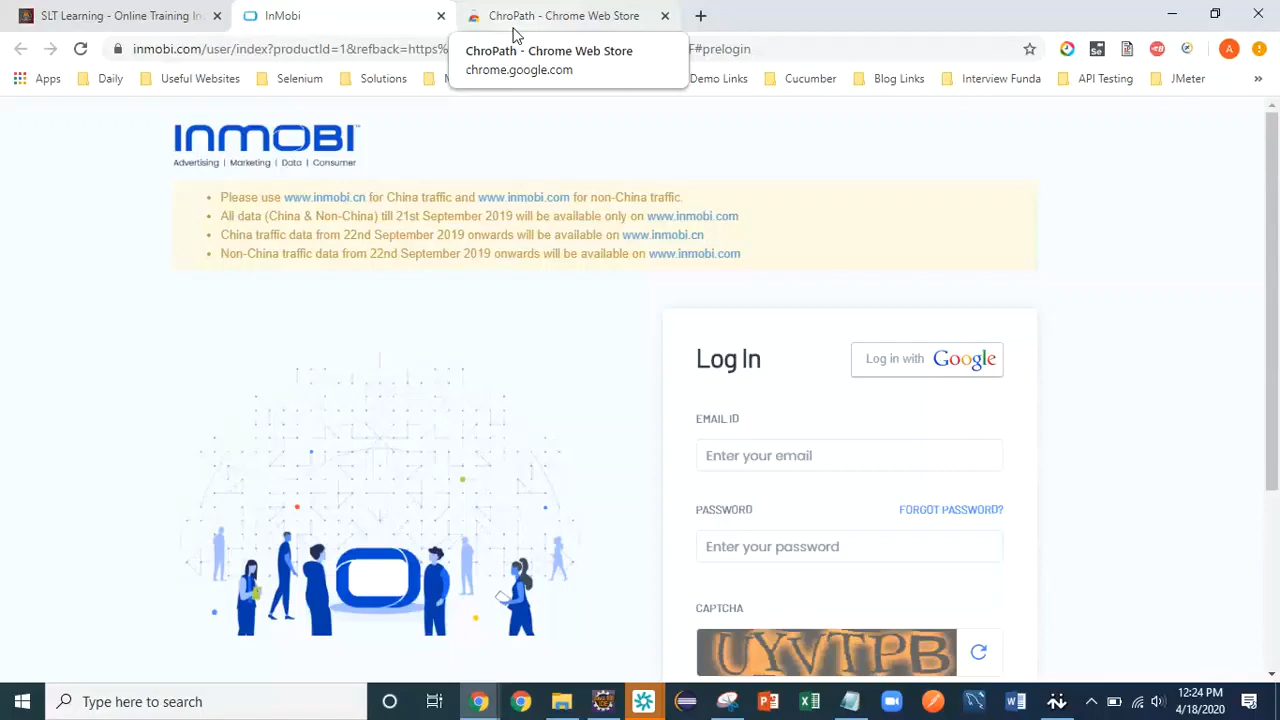 SLT Learning - Online Training In
InMobi
ChroPath - Chrome Web Store
inmobi.com/user/index?productId=1&refback=https%
F#prelogin
ChroPath - Chrome Web Store
chrome.google.com
A
Apps
Daily
Useful Websites
Selenium
Solutions
Demo Links
Cucumber
Blog Links
Interview Funda
API Testing
JMeter
»
INMOBI™
Advertising | Marketing | Data | Consumer
• Please use www.inmobi.cn for China traffic and www.inmobi.com for non-China traffic.
• All data (China & Non-China) till 21st September 2019 will be available only on www.inmobi.com
• China traffic data from 22nd September 2019 onwards will be available on www.inmobi.cn
• Non-China traffic data from 22nd September 2019 onwards will be available on www.inmobi.com
Log In
Log in with Google
EMAIL ID
Enter your email
PASSWORD
FORGOT PASSWORD?
Enter your password
CAPTCHA
UYVTPB
Type here to search
12:24 PM
4/18/2020